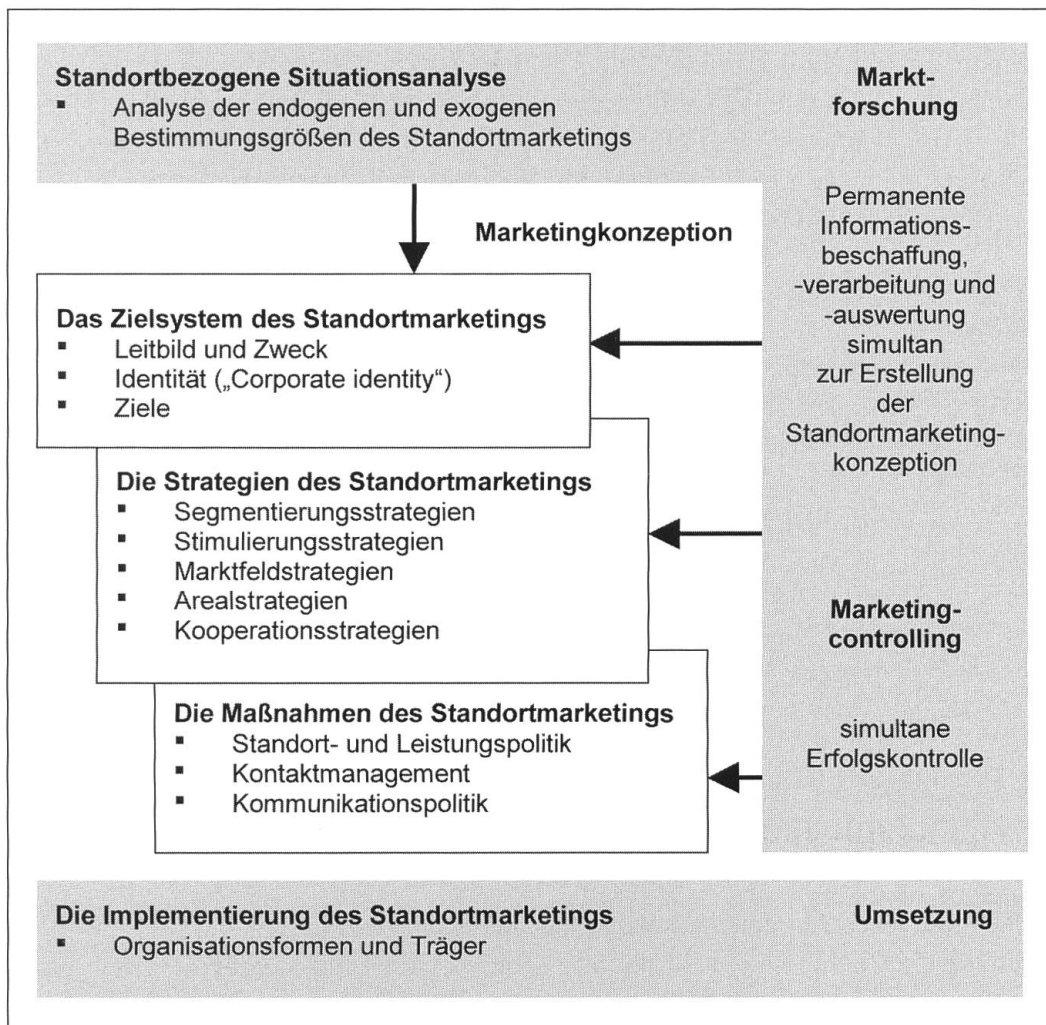 Standortbezogene Situationsanalyse
▪ Analyse der endogenen und exogenen
Bestimmungsgrößen des Standortmarketings
Markt-
forschung
Permanente
Informations-
beschaffung,
-verarbeitung und
-auswertung
simultan
zur Erstellung
der
Standortmarketing-
konzeption
Marketingkonzeption
Das Zielsystem des Standortmarketings
▪ Leitbild und Zweck
▪ Identität („Corporate identity“)
▪ Ziele
Die Strategien des Standortmarketings
▪ Segmentierungsstrategien
▪ Stimulierungsstrategien
▪ Marktfeldstrategien
▪ Arealstrategien
▪ Kooperationsstrategien
Marketing-
controlling
simultane
Erfolgskontrolle
Die Maßnahmen des Standortmarketings
▪ Standort- und Leistungspolitik
▪ Kontaktmanagement
▪ Kommunikationspolitik
Die Implementierung des Standortmarketings
▪ Organisationsformen und Träger
Umsetzung